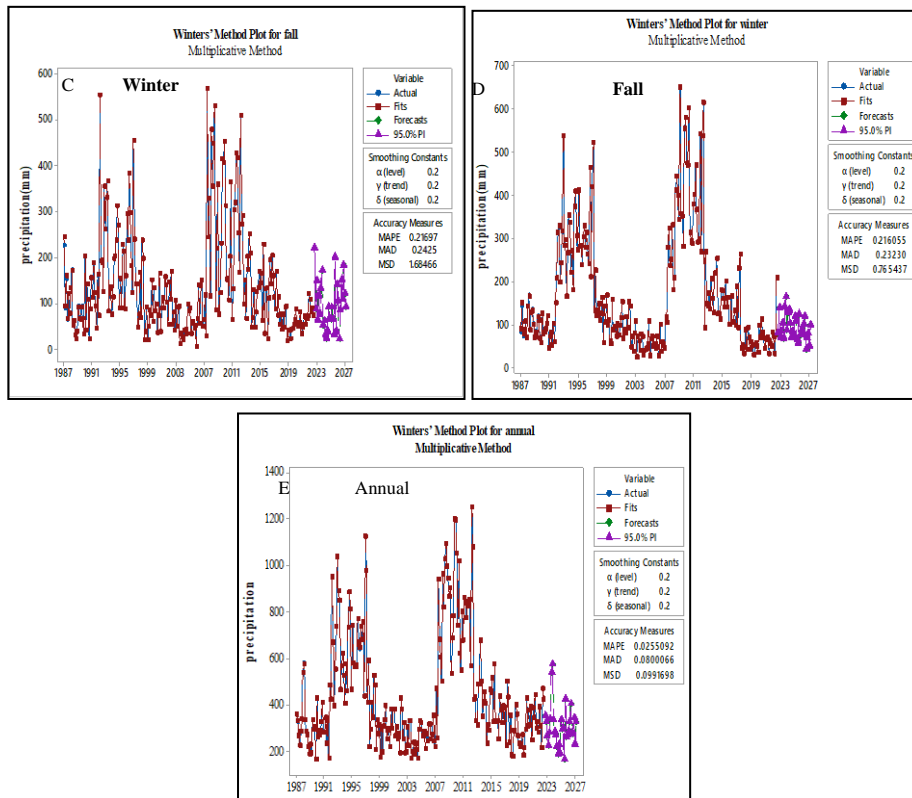 Winters' Method Plot for fall
Multiplicative Method
C
Winter
precipitation(mm)
600
500
400
300
200
100
0
1987 1991 1995 1999 2003 2008 2011 2015 2019 2023 2027
Variable
Actual
Fits
Forecasts
95.0% PI
Smoothing Constants
α (level) 0.2
γ (trend) 0.2
δ (seasonal) 0.2
Accuracy Measures
MAPE 0.21697
MAD 0.2425
MSD 1.68466
Winters' Method Plot for winter
Multiplicative Method
D
Fall
precipitation (mm)
700
600
500
400
300
200
100
0
1987 1991 1995 1999 2003 2007 2011 2015 2019 2023 2027
Variable
Actual
Fits
Forecasts
95.0% PI
Smoothing Constants
α (level) 0.2
γ (trend) 0.2
δ (seasonal) 0.2
Accuracy Measures
MAPE 0.216055
MAD 0.23230
MSD 0.765437
Winters' Method Plot for annual
Multiplicative Method
E
Annual
precipitation
1400
1200
1000
800
600
400
200
1987 1991 1995 1999 2003 2007 2011 2015 2019 2023 2027
Variable
Actual
Fits
Forecasts
95.0% PI
Smoothing Constants
α (level) 0.2
γ (trend) 0.2
δ (seasonal) 0.2
Accuracy Measures
MAPE 0.0255092
MAD 0.0800066
MSD 0.0991698